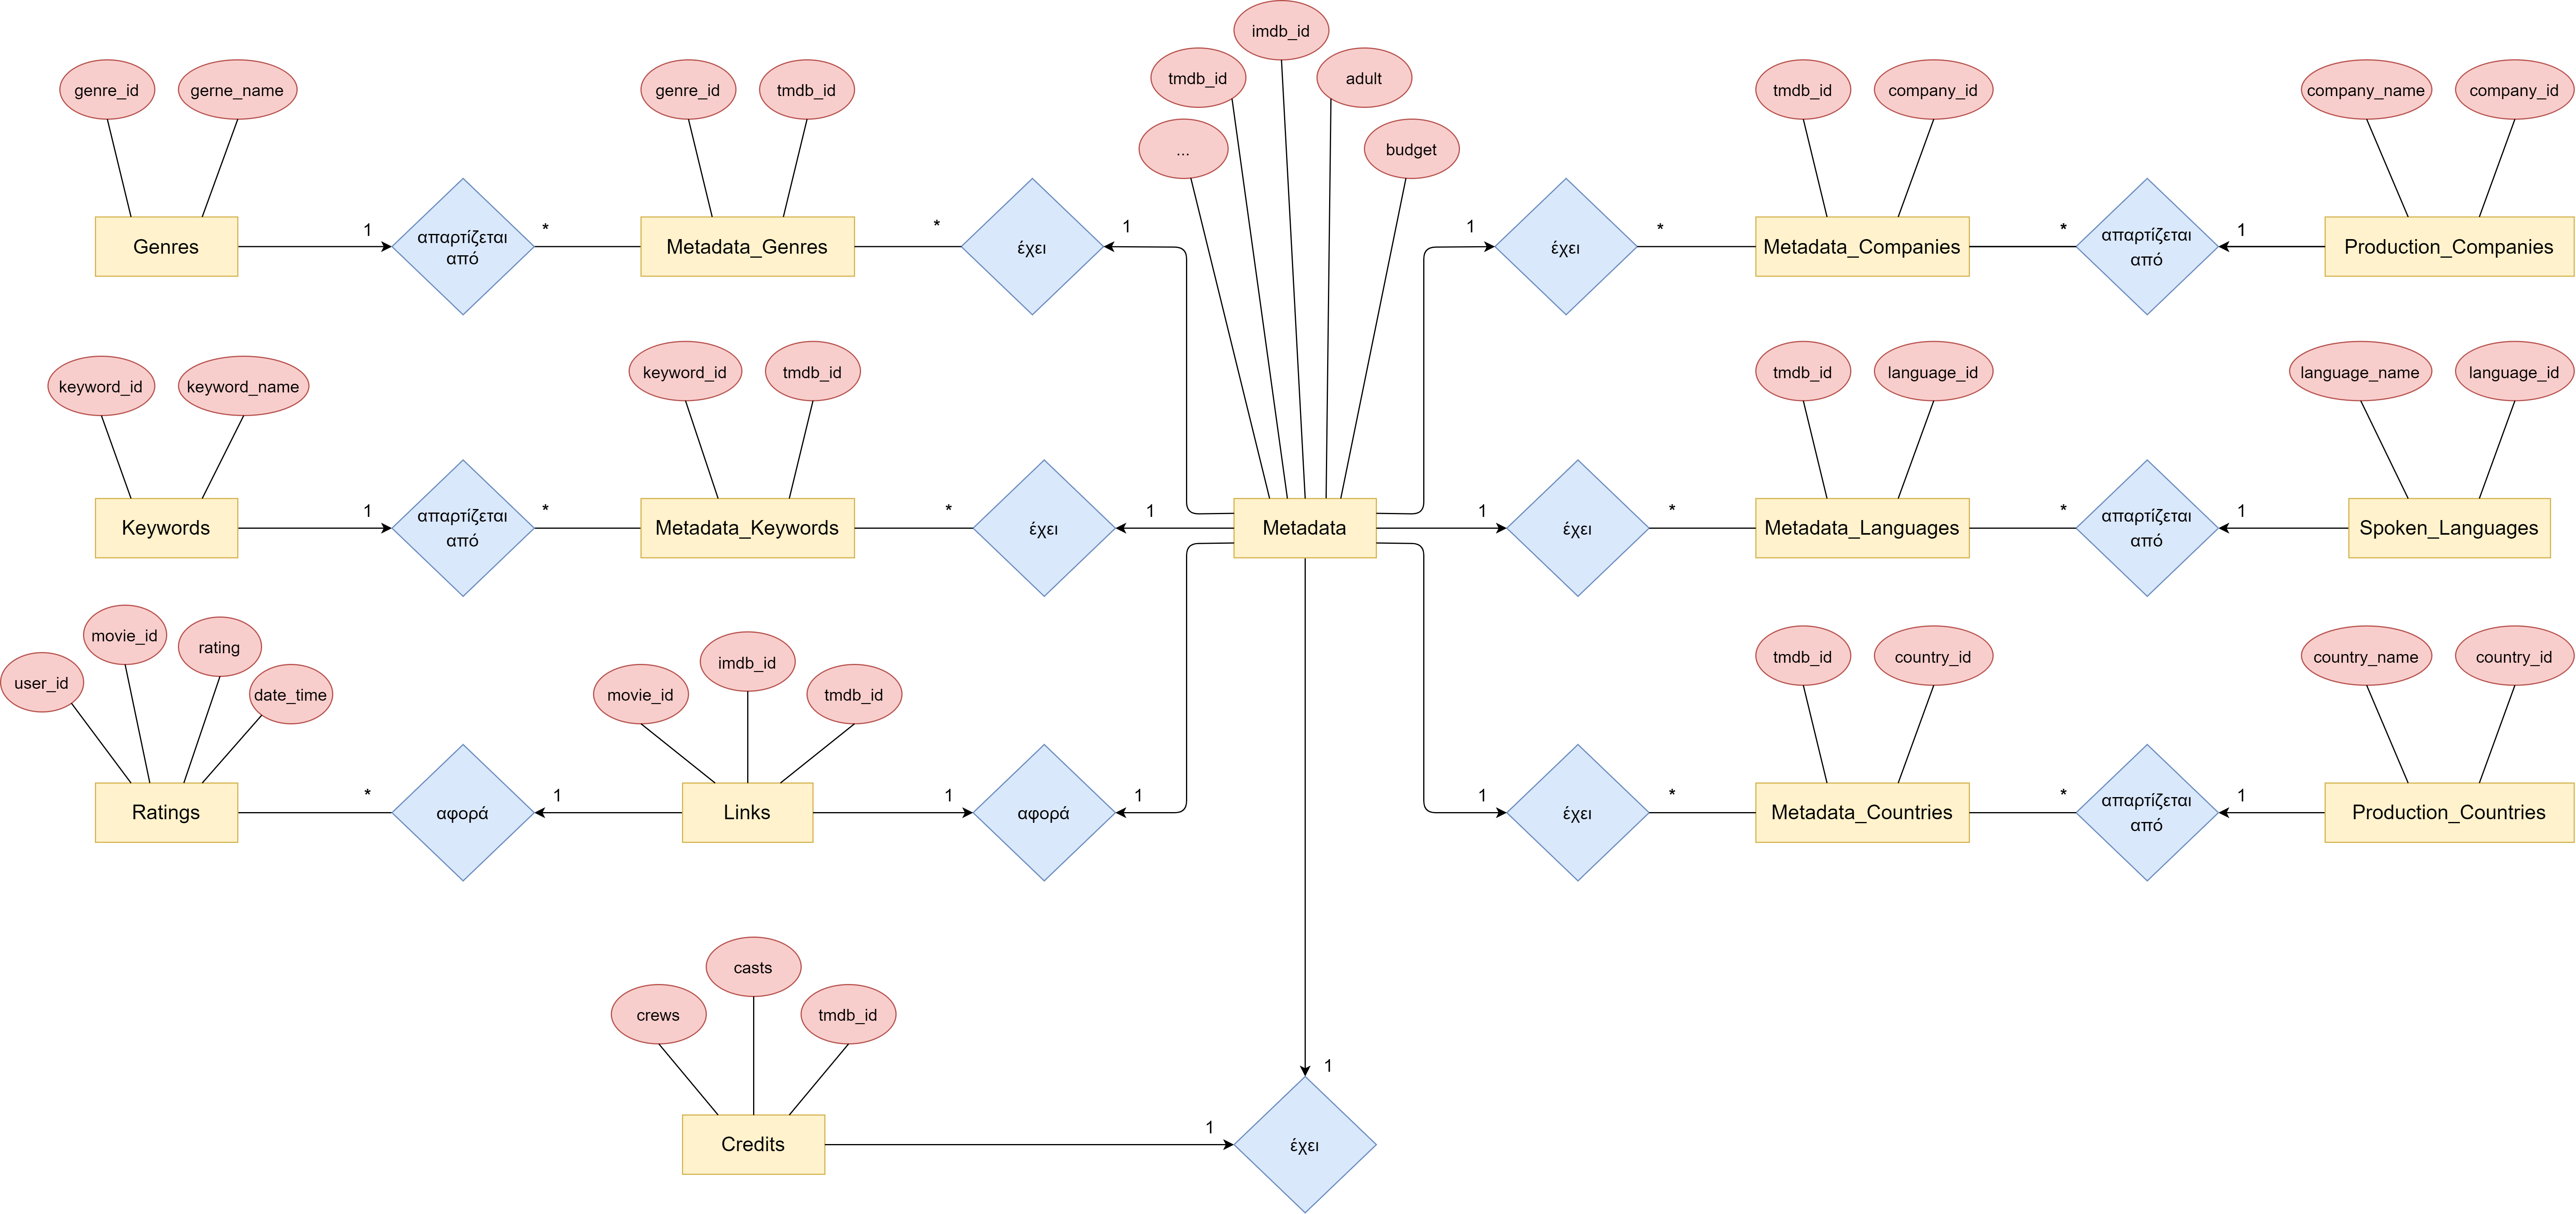 imdb_id
tmdb_id
adult
genre_id
gerne_name
genre_id
tmdb_id
...
budget
tmdb_id
company_id
company_name
company_id
Genres
1
απαρτίζεται
από
*
Metadata_Genres
*
έχει
1
1
έχει
*
Metadata_Companies
*
απαρτίζεται
από
1
Production_Companies
keyword_id
keyword_name
keyword_id
tmdb_id
tmdb_id
language_id
language_name
language_id
Keywords
1
απαρτίζεται
από
*
Metadata_Keywords
*
έχει
1
Metadata
1
έχει
*
Metadata_Languages
*
απαρτίζεται
από
1
Spoken_Languages
user_id
movie_id
rating
date_time
movie_id
imdb_id
tmdb_id
tmdb_id
country_id
country_name
country_id
Ratings
*
αφορά
1
Links
1
αφορά
1
1
έχει
*
Metadata_Countries
*
απαρτίζεται
από
1
Production_Countries
crews
casts
tmdb_id
1
Credits
1
έχει